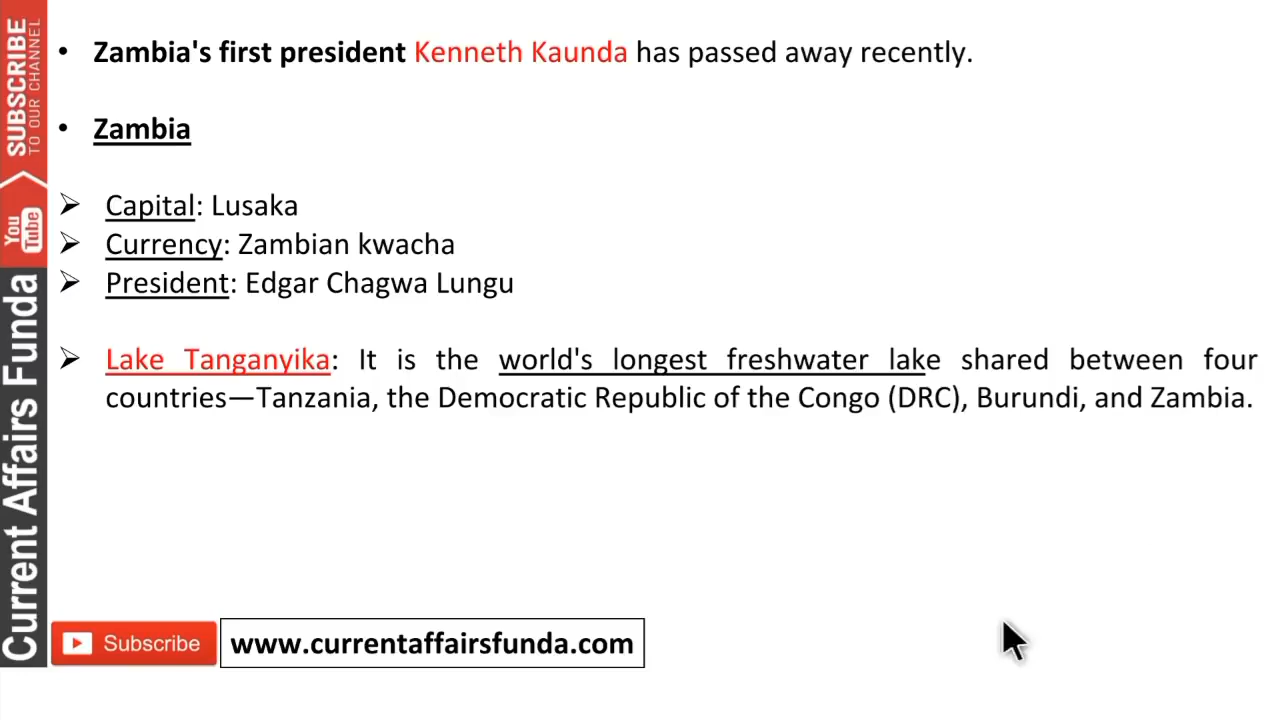 • Zambia's first president Kenneth Kaunda has passed away recently.
• Zambia
➢ Capital: Lusaka
➢ Currency: Zambian kwacha
➢ President: Edgar Chagwa Lungu
➢ Lake Tanganyika: It is the world's longest freshwater lake shared between four
countries—Tanzania, the Democratic Republic of the Congo (DRC), Burundi, and Zambia.
SUBSCRIBE
TO OUR CHANNEL
You
Tube
Current Affairs Funda
Subscribe
www.currentaffairsfunda.com